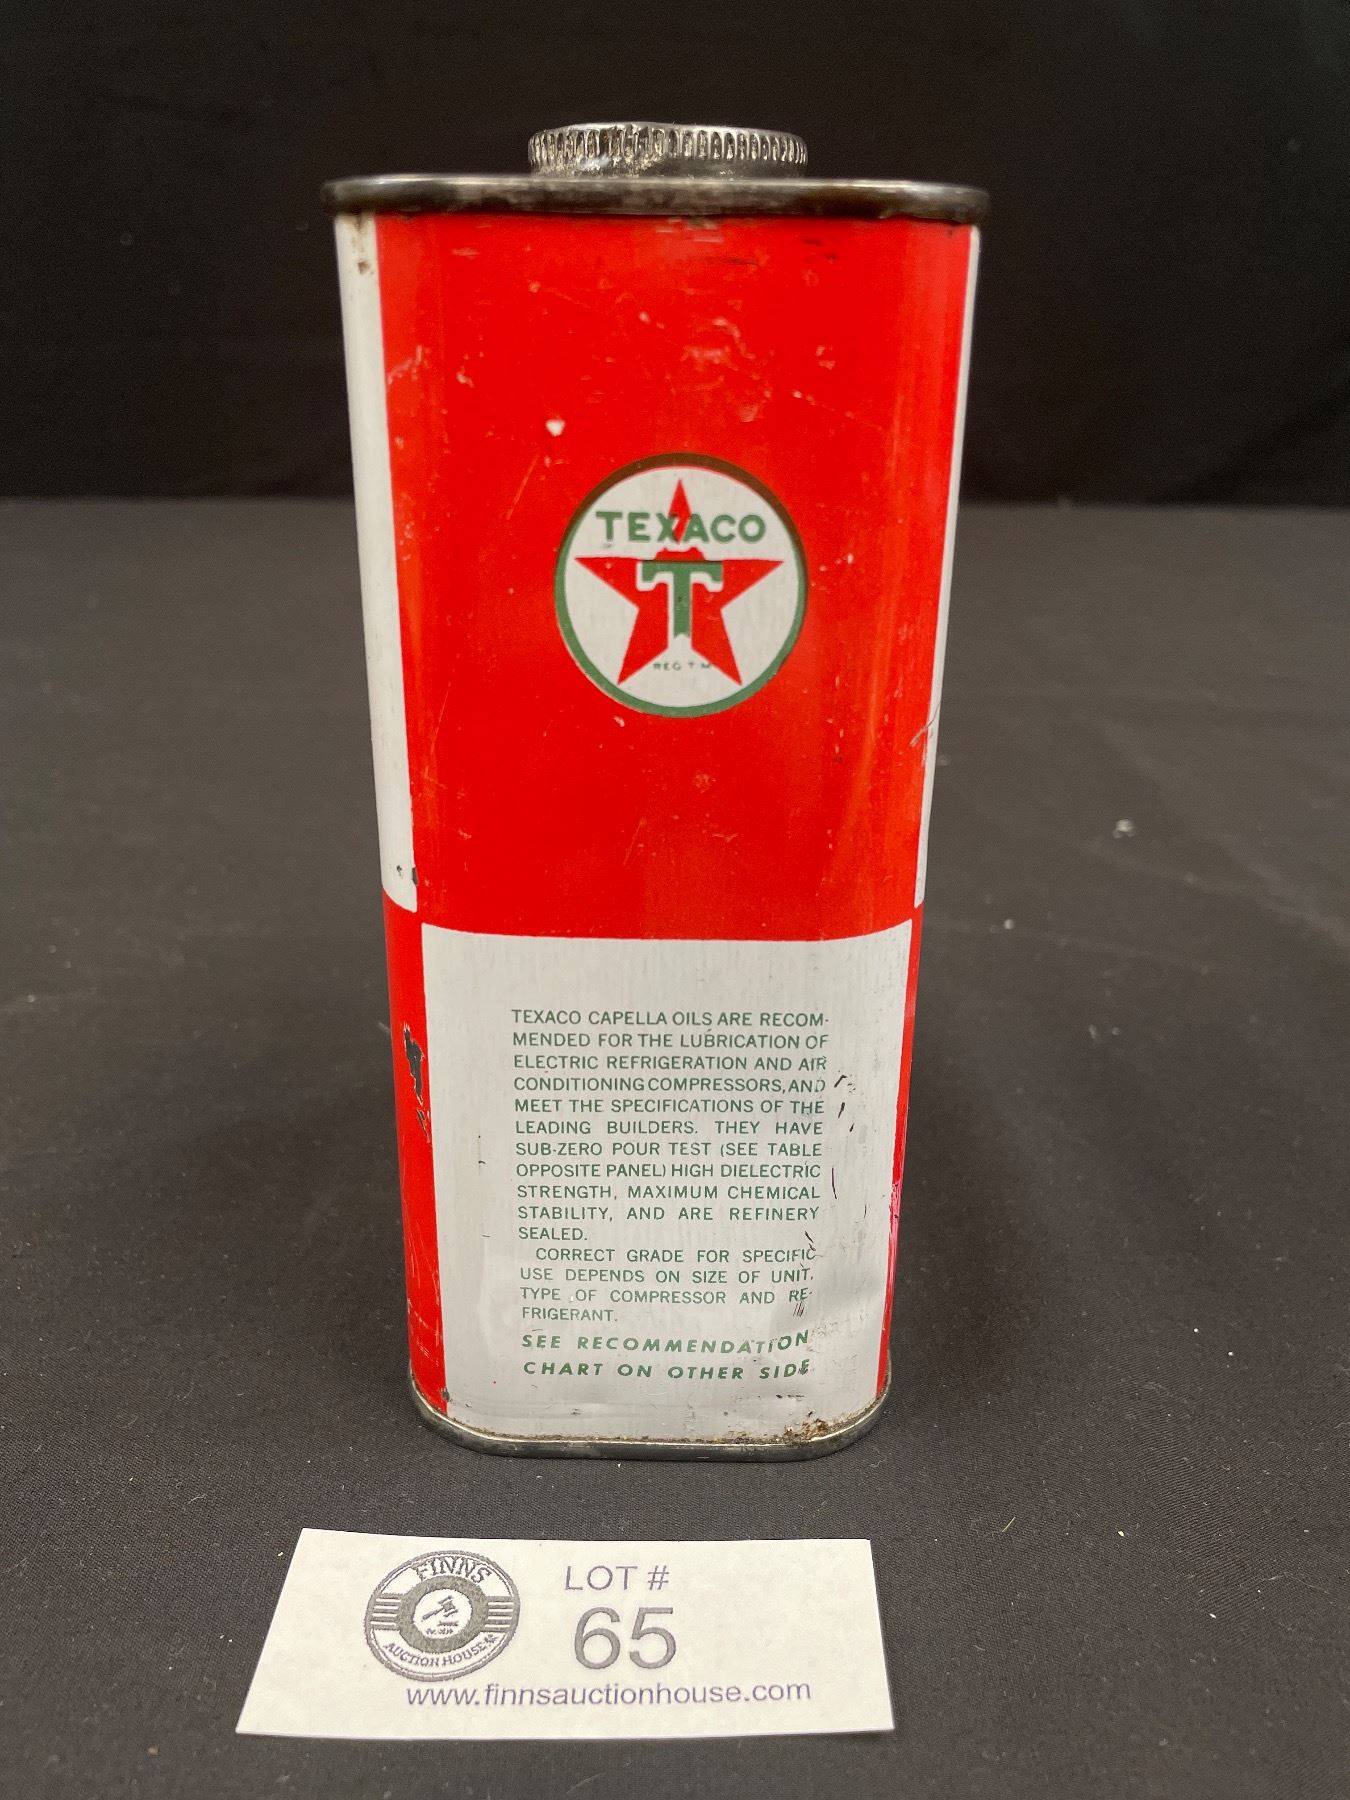 TEXACO
T
REG T M
TEXACO CAPELLA OILS ARE RECOM-
MENDED FOR THE LUBRICATION OF
ELECTRIC REFRIGERATION AND AIR
CONDITIONING COMPRESSORS, AND
MEET THE SPECIFICATIONS OF THE
LEADING BUILDERS. THEY HAVE
SUB-ZERO POUR TEST (SEE TABLE
OPPOSITE PANEL) HIGH DIELECTRIC
STRENGTH, MAXIMUM CHEMICAL
STABILITY, AND ARE REFINERY
SEALED.
CORRECT GRADE FOR SPECIFIC
USE DEPENDS ON SIZE OF UNIT,
TYPE OF COMPRESSOR AND RE-
FRIGERANT.
SEE RECOMMENDATION
CHART ON OTHER SIDE
FINNS
AUCTION HOUSE
LOT #
65
www.finnsauctionhouse.com